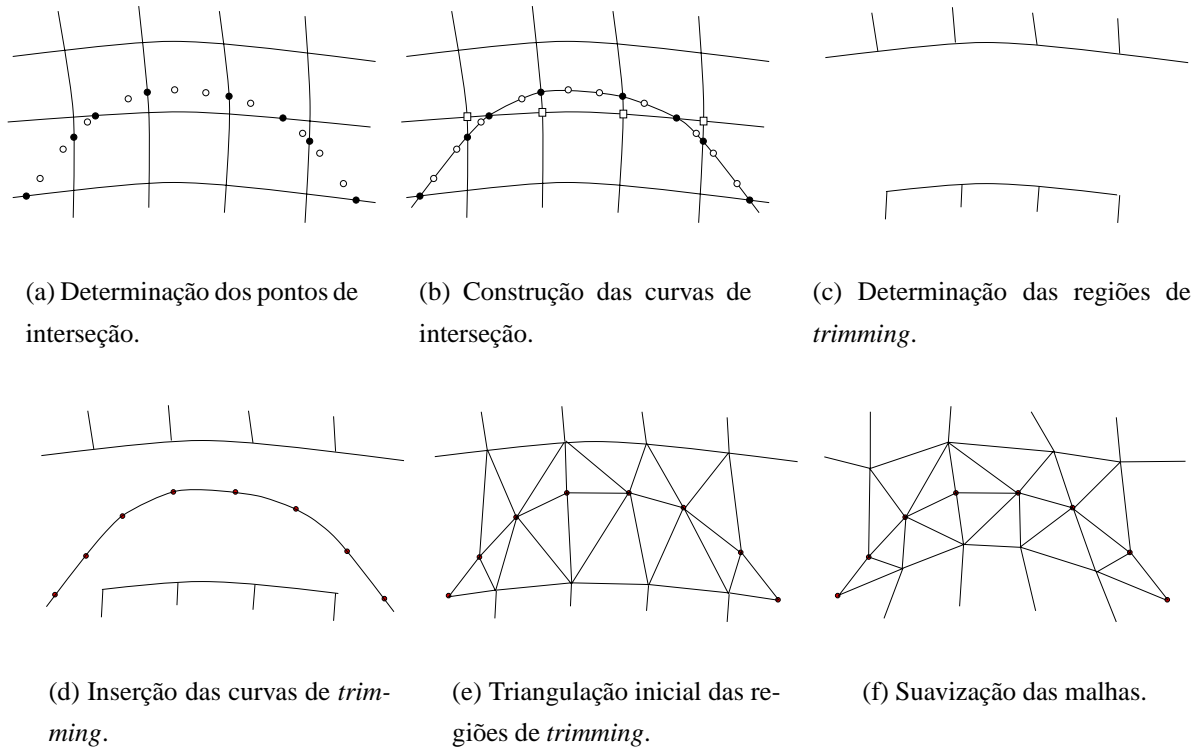 (a) Determinação dos pontos de
interseção.
(b) Construção das curvas de
interseção.
(c) Determinação das regiões de
trimming.
(d) Inserção das curvas de trim-
ming.
(e) Triangulação inicial das re-
giões de trimming.
(f) Suavização das malhas.